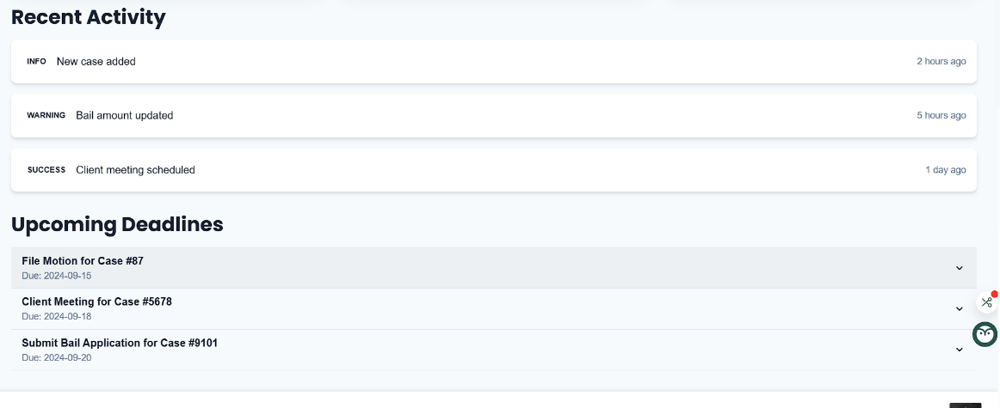 Recent Activity
INFO New case added 2 hours ago
WARNING Bail amount updated 5 hours ago
SUCCESS Client meeting scheduled 1 day ago
Upcoming Deadlines
File Motion for Case #87
Due: 2024-09-15
Client Meeting for Case #5678
Due: 2024-09-18
Submit Bail Application for Case #9101
Due: 2024-09-20